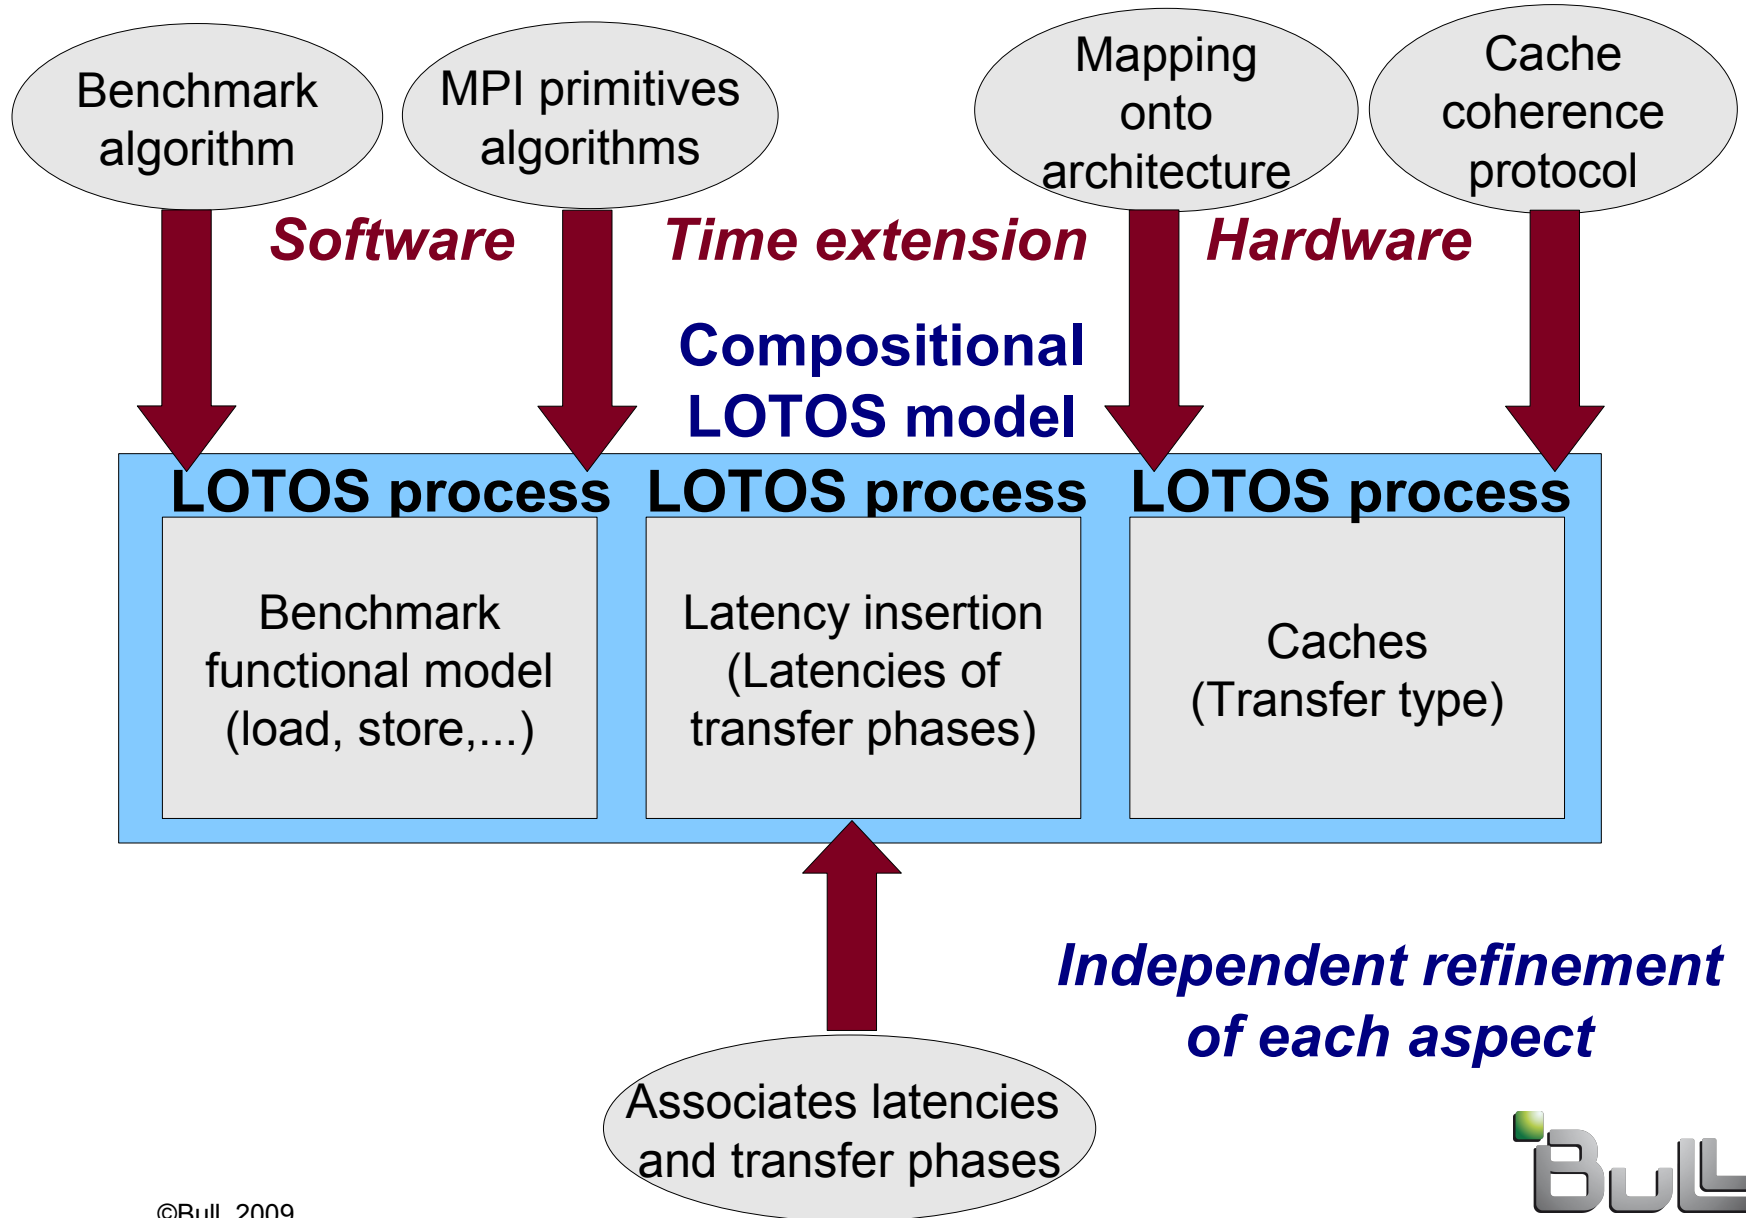 Benchmark
algorithm
MPI primitives
algorithms
Mapping
onto
architecture
Cache
coherence
protocol
Software
Time extension
Hardware
Compositional
LOTOS model
LOTOS process
LOTOS process
LOTOS process
Benchmark
functional model
(load, store,...)
Latency insertion
(Latencies of
transfer phases)
Caches
(Transfer type)
Independent refinement
of each aspect
Associates latencies
and transfer phases
©Bull, 2009
Bull